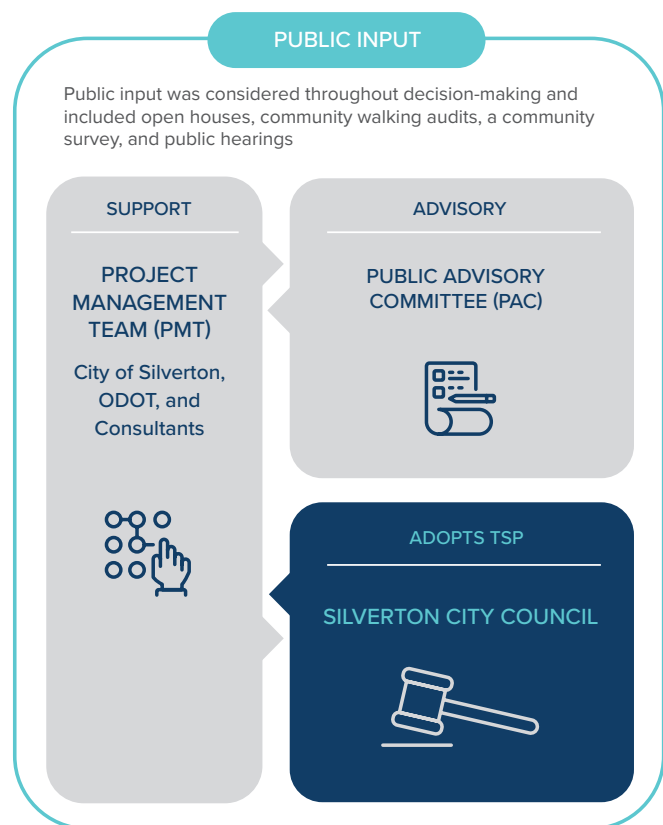 PUBLIC INPUT
Public input was considered throughout decision-making and
included open houses, community walking audits, a community
survey, and public hearings
SUPPORT
PROJECT
MANAGEMENT
TEAM (PMT)
City of Silverton,
ODOT, and
Consultants
ADVISORY
PUBLIC ADVISORY
COMMITTEE (PAC)
ADOPTS TSP
SILVERTON CITY COUNCIL